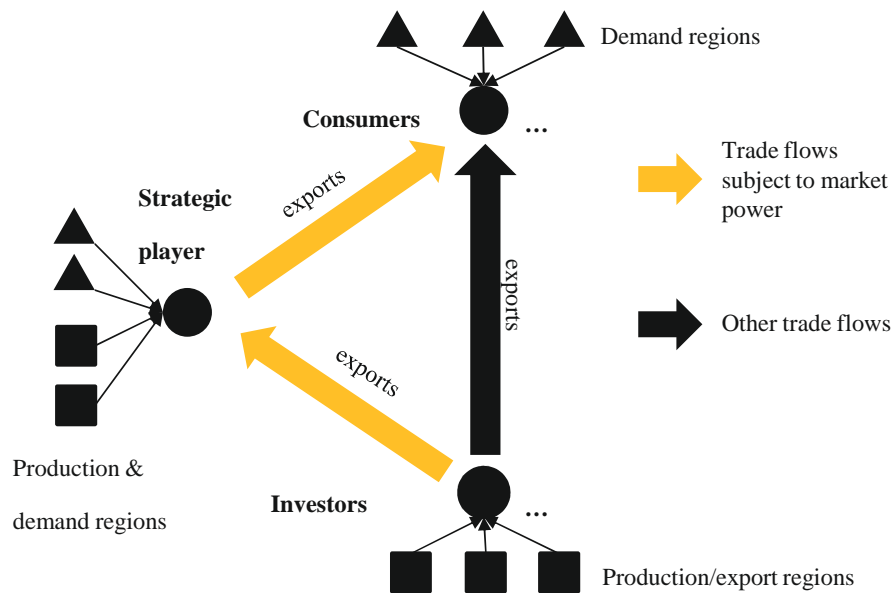 Demand regions
Consumers
...
exports
Trade flows
subject to market
power
Strategic
player
exports
Other trade flows
exports
Production &
demand regions
Investors
...
Production/export regions